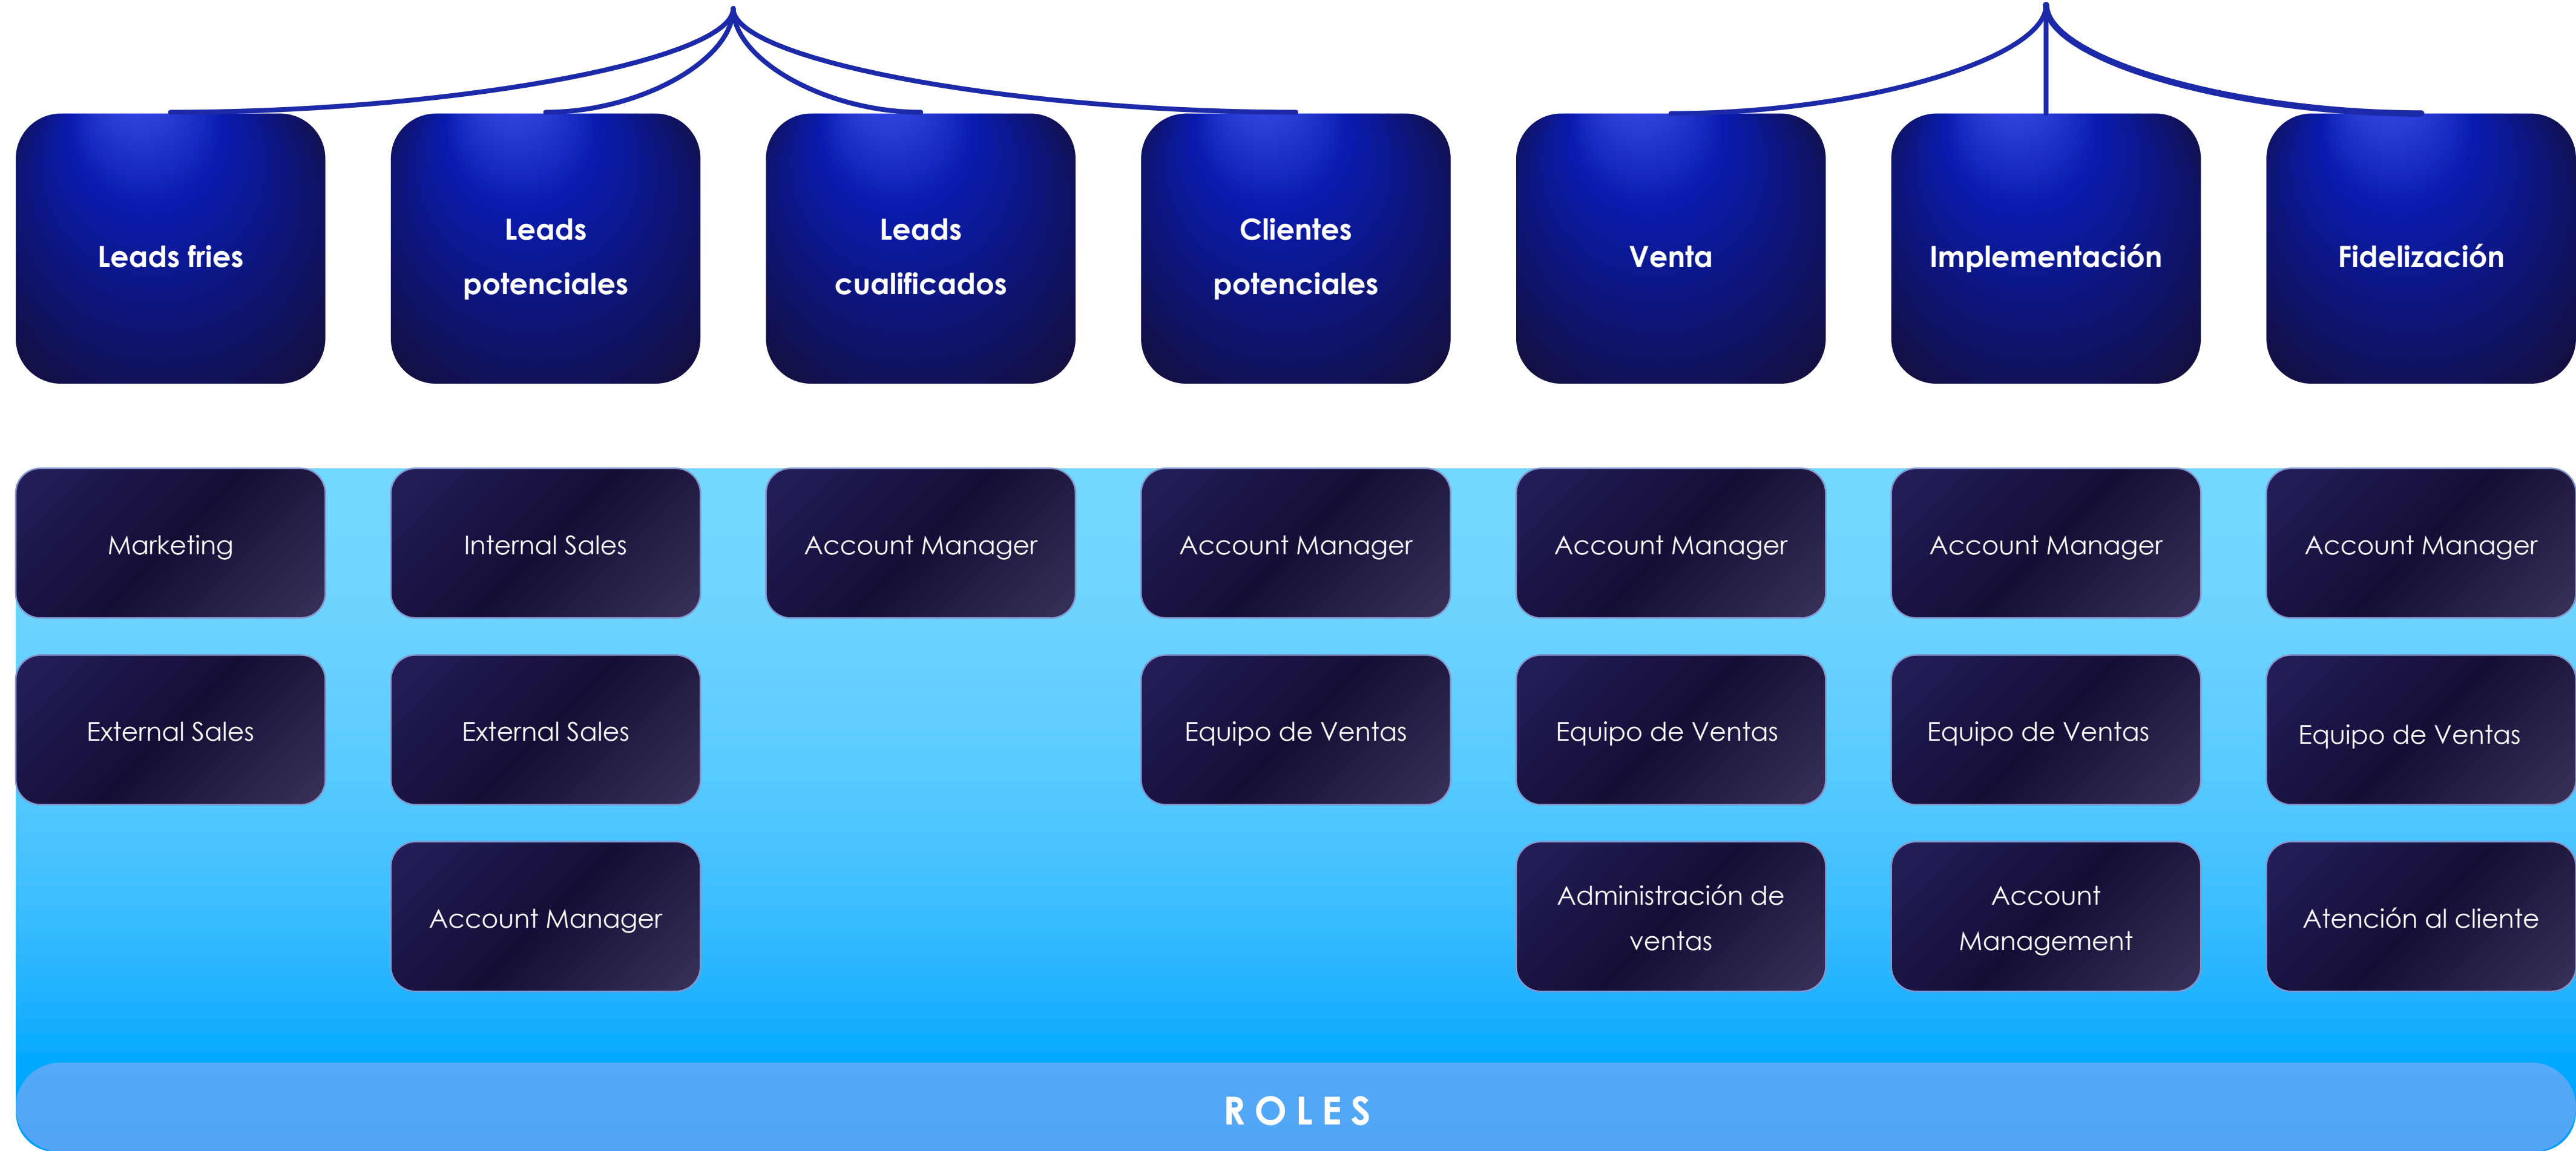 Leads fries
Leads
potenciales
Leads
cualificados
Clientes
potenciales
Venta
Implementación
Fidelización
Marketing
Internal Sales
Account Manager
Account Manager
Account Manager
Account Manager
Account Manager
External Sales
External Sales
Equipo de Ventas
Equipo de Ventas
Equipo de Ventas
Equipo de Ventas
Account Manager
Administración de
ventas
Account
Management
Atención al cliente
ROLES